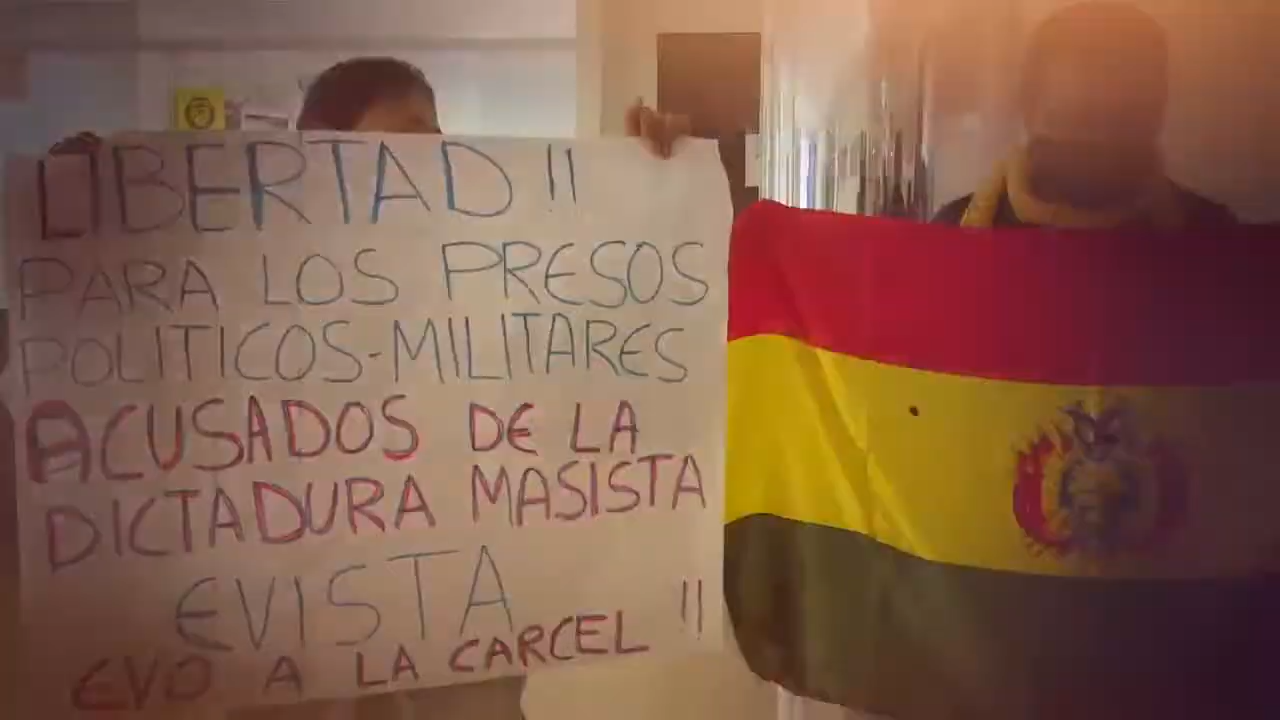 LIBERTAD !!
PARA LOS PRESOS
POLITICOS-MILITARES
ACUSADOS DE LA
DICTADURA MASISTA
EVISTA !!
EVO A LA CARCEL